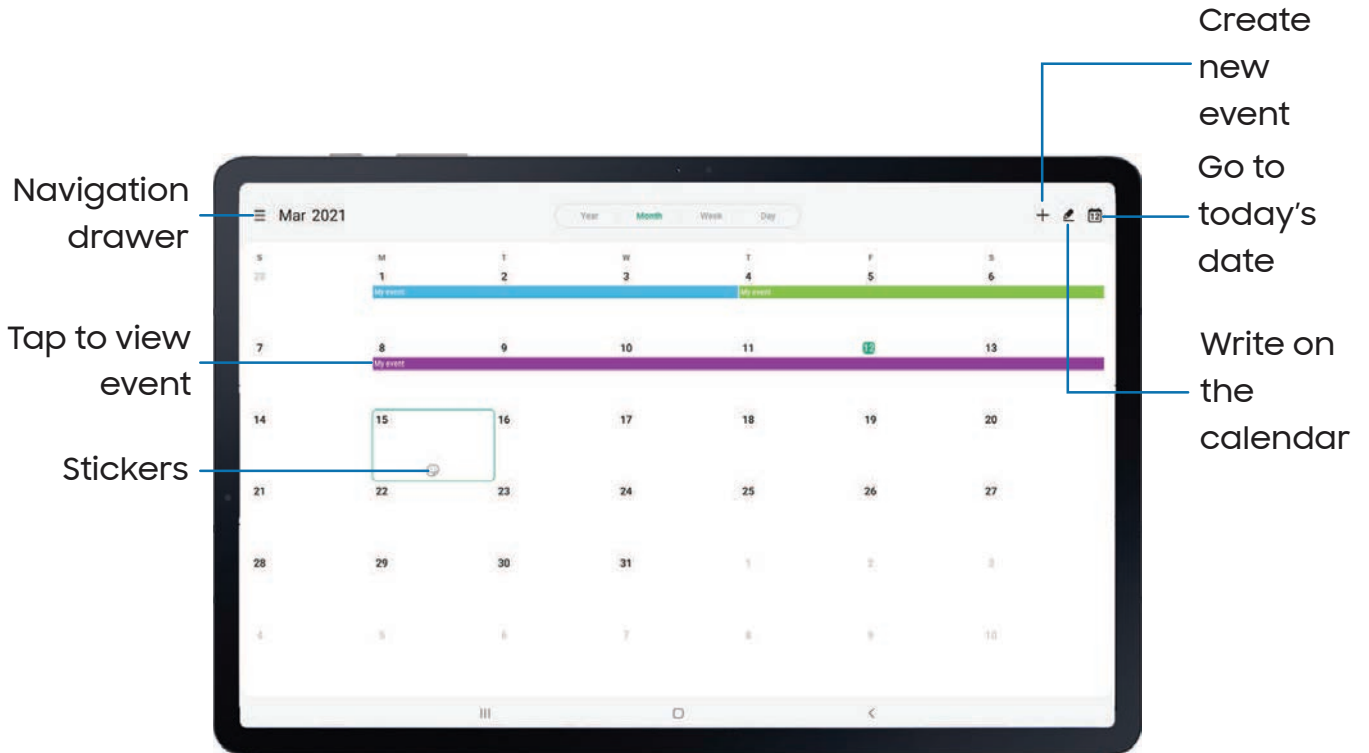 Create
new
event
Go to
today's
date
Write on
the
calendar
Navigation
drawer
Tap to view
event
Stickers
Mar 2021
Year Month Week Day
12
S M T W T F S
28 1 2 3 4 5 6
My event My event
7 8 9 10 11 12 13
My event
14 15 16 17 18 19 20
21 22 23 24 25 26 27
28 29 30 31 1 2 3
4 5 6 7 8 9 10